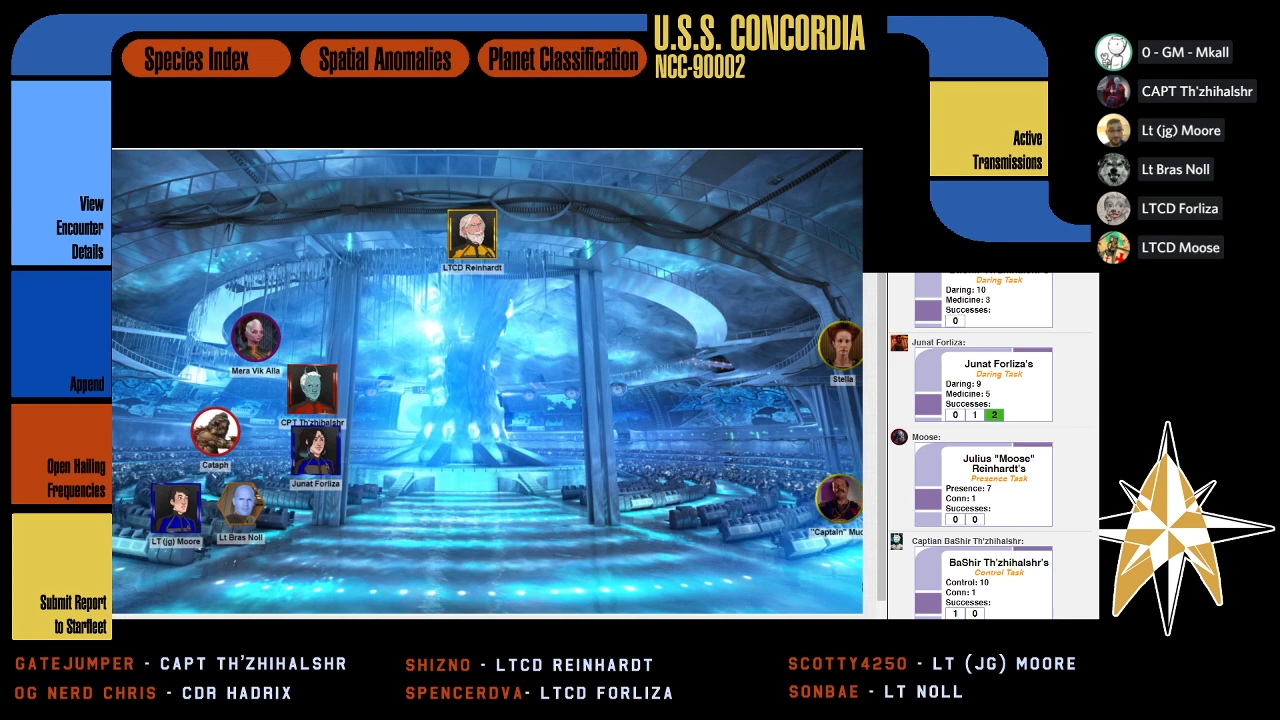 Species Index
Spatial Anomalies
Planet Classification
U.S.S. CONCORDIA
NCC-90002
View
Encounter
Details
Append
Open Hailing
Frequencies
Submit Report
to Starfleet
Active
Transmissions
0 - GM - Mkall
CAPT Th'zhihalshr
Lt (jg) Moore
Lt Bras Noll
LTCD Forliza
LTCD Moose
LTCD Reinhardt
Mera Vik Alla
CPT Th'zhihalshr
Stella
Cataph
Junat Forliza
LT (jg) Moore
Lt Bras Noll
"Captain" Mud
Daring Task
Daring: 10
Medicine: 3
Successes:
0
Junat Forliza:
Junat Forliza's
Daring Task
Daring: 9
Medicine: 5
Successes:
0 1 2
Moose:
Julius "Moose"
Reinhardt's
Presence Task
Presence: 7
Conn: 1
Successes:
0 0
Captian BaShir Th'zhihalshr:
BaShir Th'zhihalshr's
Control Task
Control: 10
Conn: 1
Successes:
1 0
GATEJUMPER - CAPT TH'ZHIHALSHR
OG NERD CHRIS - CDR HADRIX
SHIZNO - LTCD REINHARDT
SPENCERDVA- LTCD FORLIZA
SCOTTY4250 - LT (JG) MOORE
SONBAE - LT NOLL